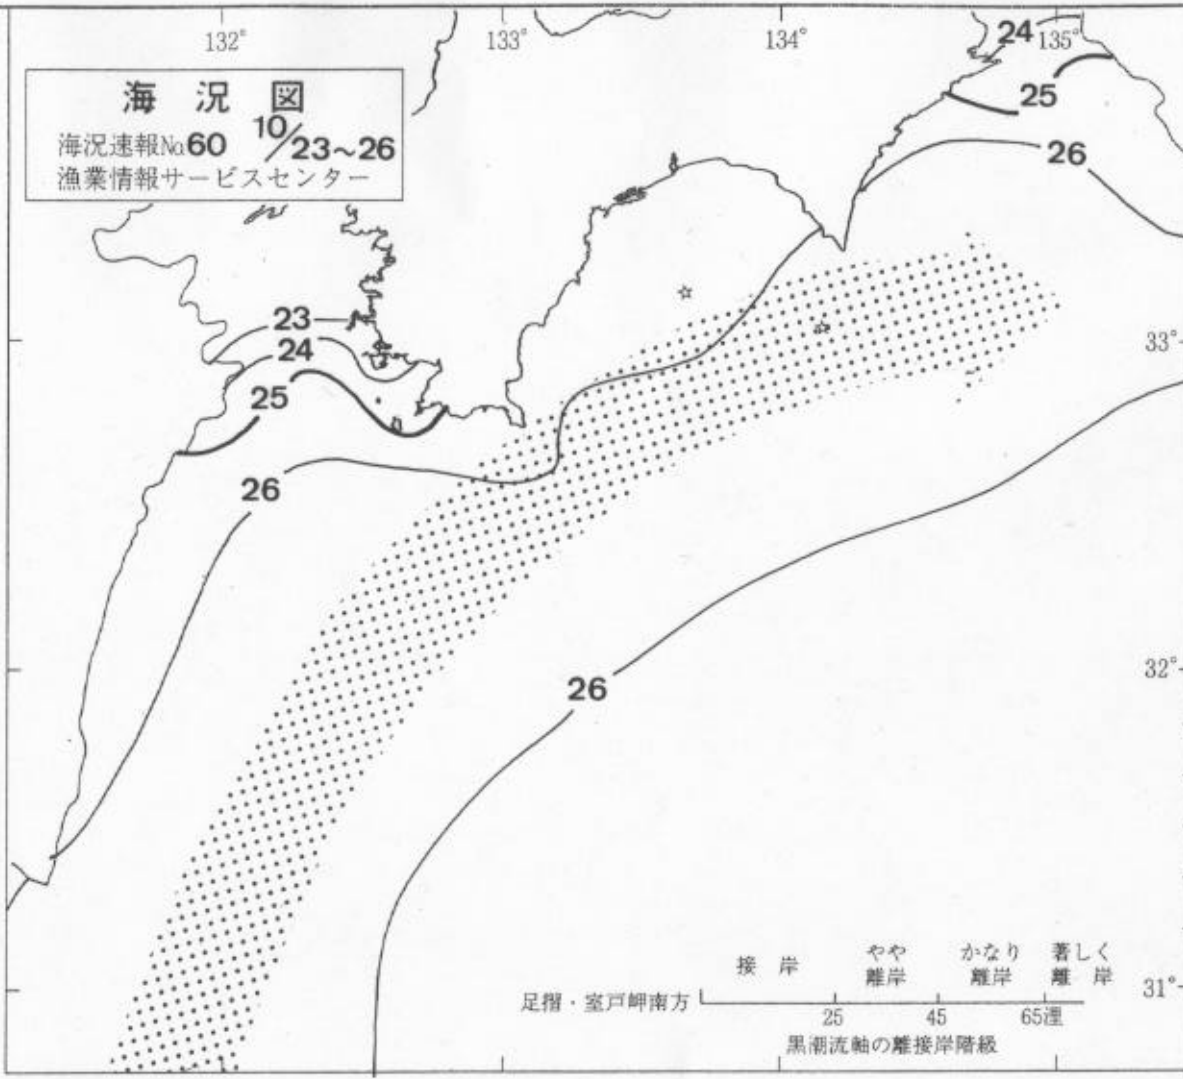 132°
133°
134°
24
135°
海況図
海況速報No.60 10/23~26
漁業情報サービスセンター
25
26
23
24
25
26
33°
32°
26
接岸
やや離岸
かなり離岸
著しく離岸
足摺・室戸岬南方
25
45
65浬
黒潮流軸の離接岸階級
31°